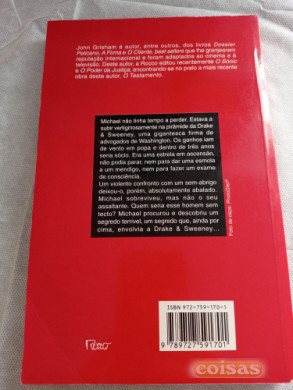 John Grisham é autor, entre outros, dos livros Dossier
Pelicano, A Firma e O Cliente, best sellers que lhe granjearam
reputação internacional e foram adaptados ao cinema e à
televisão. Deste autor, a Rocco editou recentemente O Sócio
e O Poder da Justiça, encontrando-se no prelo a mais recente
obra deste autor, O Testamento.
Michael não tinha tempo a perder. Estava a
subir vertiginosamente na pirâmide da Drake
& Sweeney, uma gigantesca firma de
advogados de Washington. Os ganhos iam
de vento em popa e dentro de três anos
seria sócio. Era uma estrela em ascensão,
não podia parar, nem para dar uma esmola
a um mendigo, nem para fazer um exame
de consciência.
Um violento confronto com um sem-abrigo
deixou-o, porém, absolutamente abalado.
Michael sobreviveu, mas não o seu
assaltante. Quem seria esse homem sem
tecto? Michael procurou e descobriu um
segredo terrível, um segredo que, ainda por
cima, envolvia a Drake & Sweeney...
Foto da capa: PhotoDisc
ISBN 972-759-170-1
9 789727 591701
Rocco
coisas